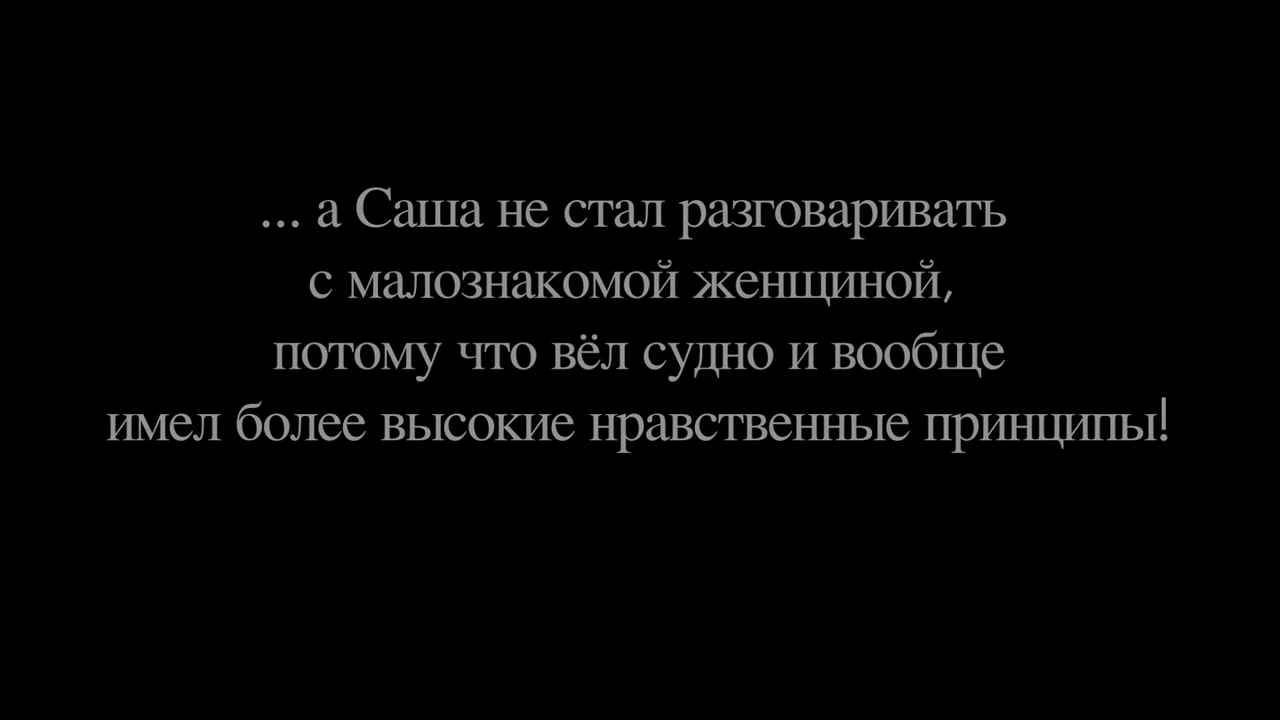 ... а Саша не стал разговаривать
с малознакомой женщиной,
потому что вёл судно и вообще
имел более высокие нравственные принципы!